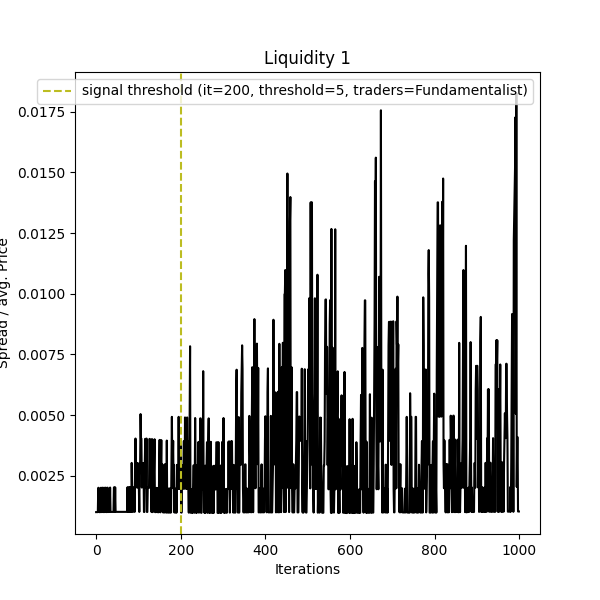 Liquidity 1
signal threshold (it=200, threshold=5, traders=Fundamentalist)
Spread / avg. Price
0.0175
0.0150
0.0125
0.0100
0.0075
0.0050
0.0025
0 200 400 600 800 1000
Iterations